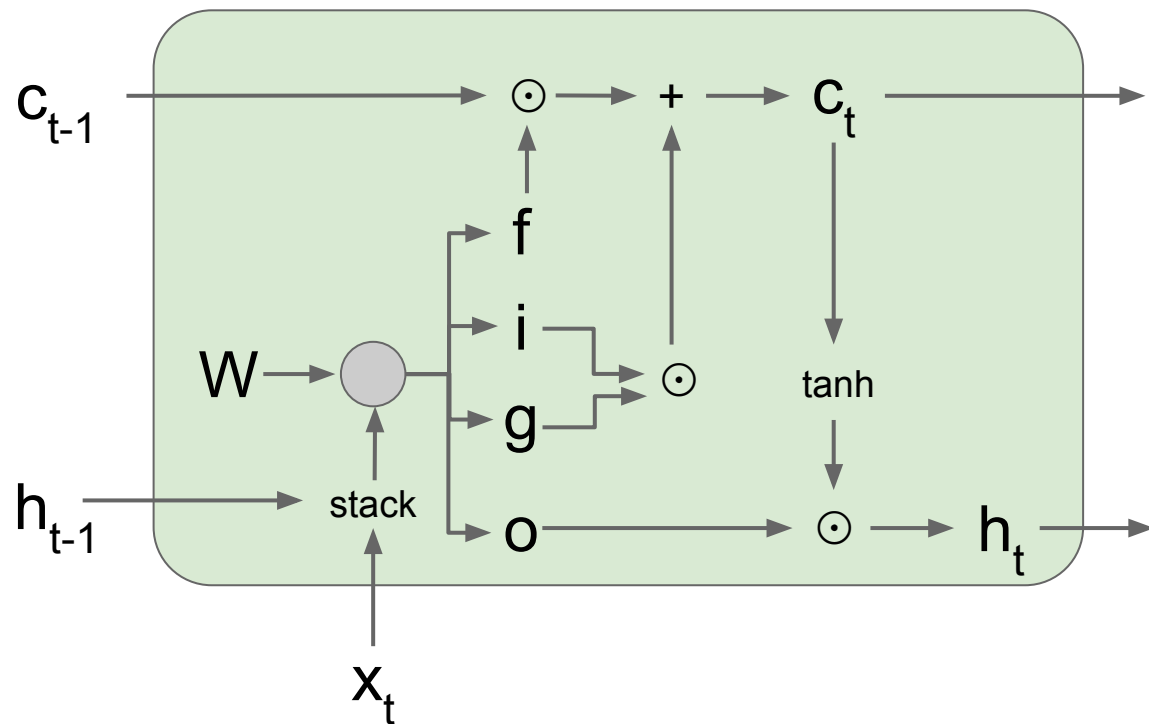 c_{t-1} ⊙ + c_t
f
i
W ⊙ tanh
g
h_{t-1} stack o ⊙ h_t
x_t